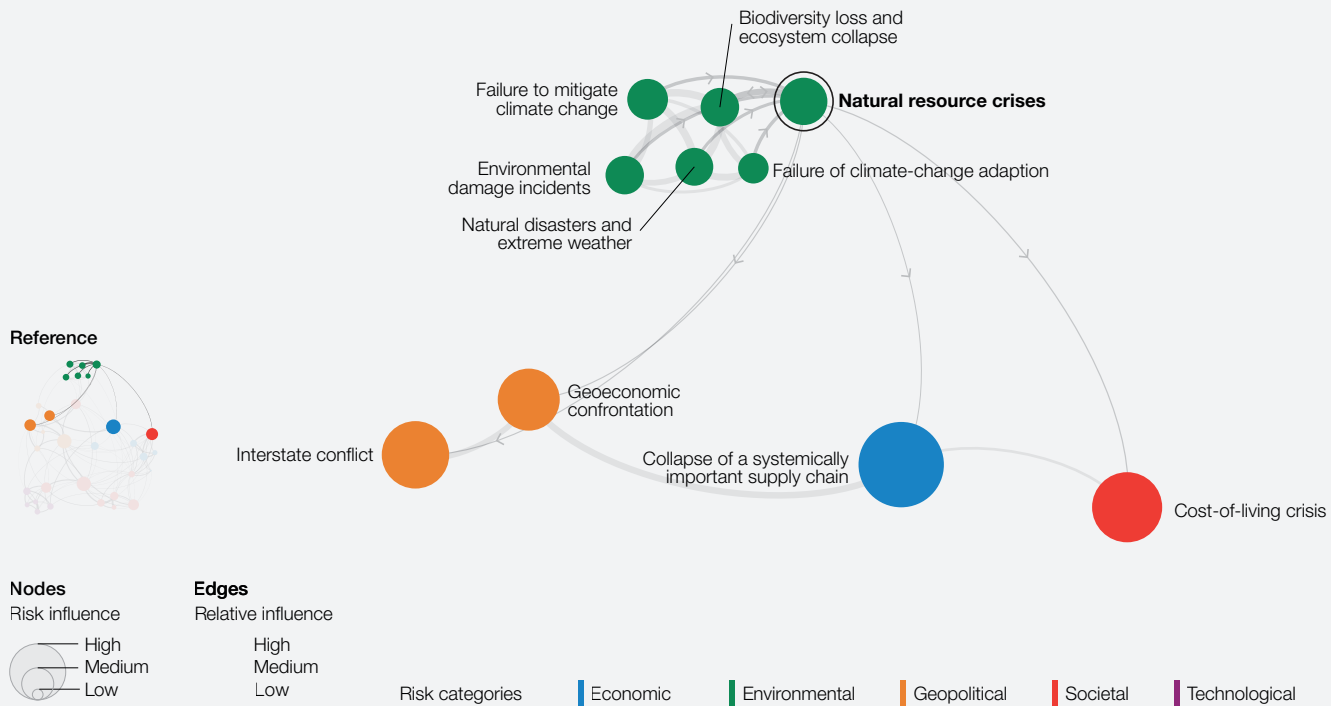 Biodiversity loss and
ecosystem collapse
Failure to mitigate
climate change
Natural resource crises
Environmental
damage incidents
Failure of climate-change adaption
Natural disasters and
extreme weather
Reference
Geoeconomic
confrontation
Interstate conflict
Collapse of a systemically
important supply chain
Cost-of-living crisis
Nodes
Risk influence
High
Medium
Low
Edges
Relative influence
High
Medium
Low
Risk categories
Economic
Environmental
Geopolitical
Societal
Technological